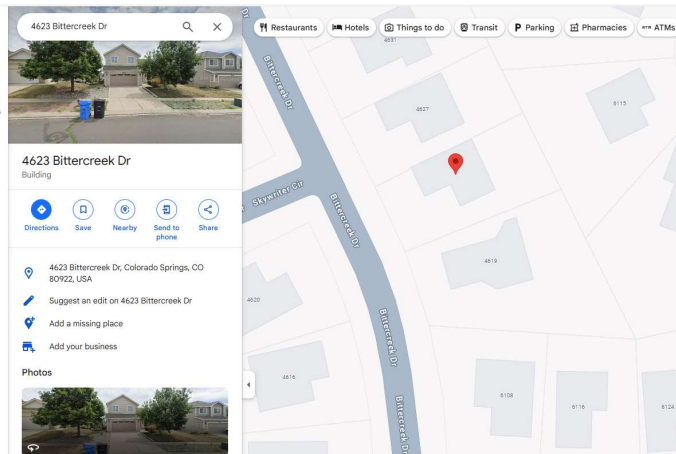 4623 Bittercreek Dr
Restaurants
Hotels
Things to do
Transit
P Parking
Pharmacies
ATM ATMs
4623 Bittercreek Dr
Building
Directions
Save
Nearby
Send to
phone
Share
4623 Bittercreek Dr, Colorado Springs, CO
80922, USA
Suggest an edit on 4623 Bittercreek Dr
Add a missing place
Add your business
Photos
Dr
Bittercreek Dr
4631
4627
6115
Skywriter Cir
Bittercreek Dr
4619
4620
Bittercreek Dr
4616
Bittercreek Dr
6108
6116
6124